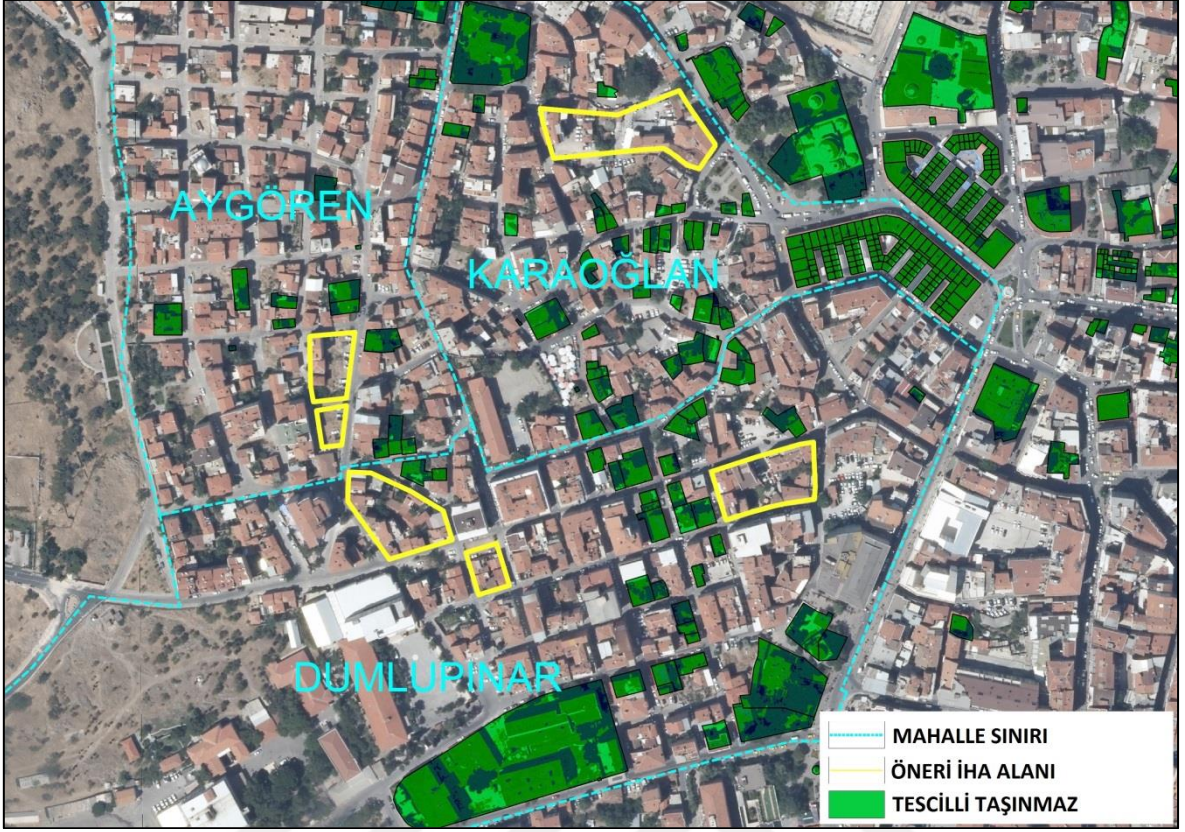 AYGÖREN
KARAOĞLAN
DUMLUPINAR
MAHALLE SINIRI
ÖNERİ İHA ALANI
TESCİLLİ TAŞINMAZ